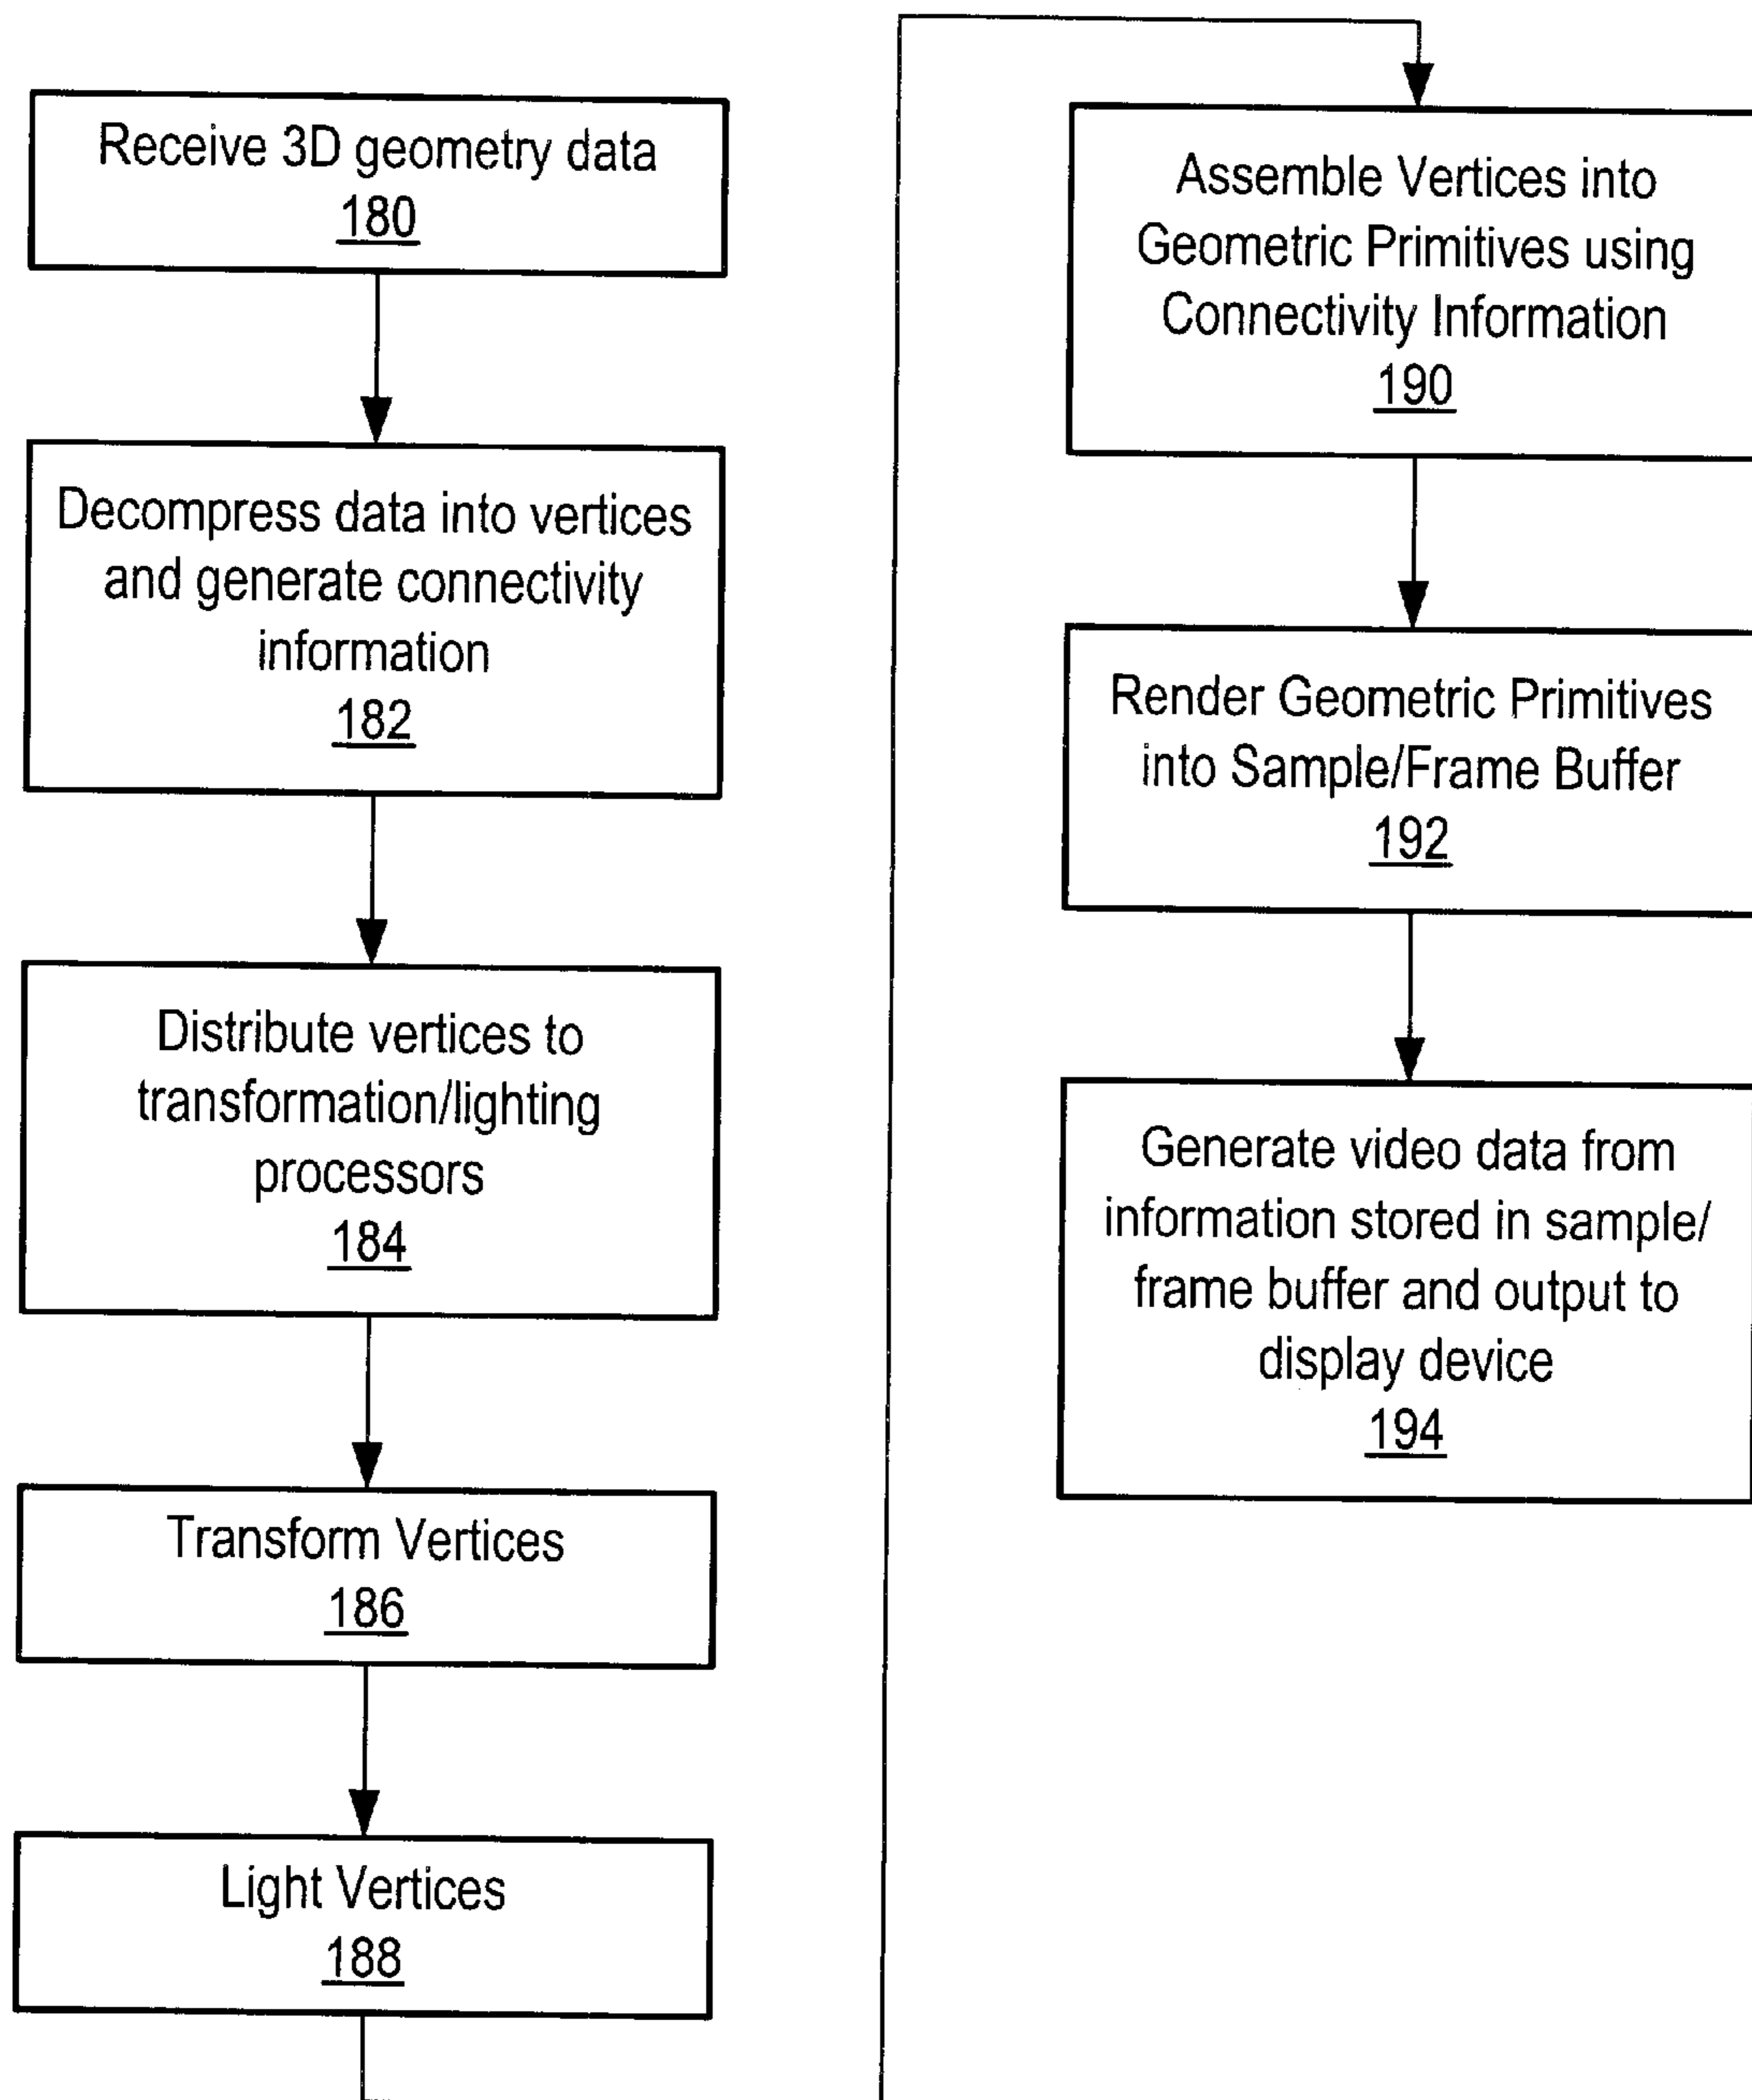 Receive 3D geometry data
180
Decompress data into vertices
and generate connectivity
information
182
Distribute vertices to
transformation/lighting
processors
184
Transform Vertices
186
Light Vertices
188
Assemble Vertices into
Geometric Primitives using
Connectivity Information
190
Render Geometric Primitives
into Sample/Frame Buffer
192
Generate video data from
information stored in sample/
frame buffer and output to
display device
194